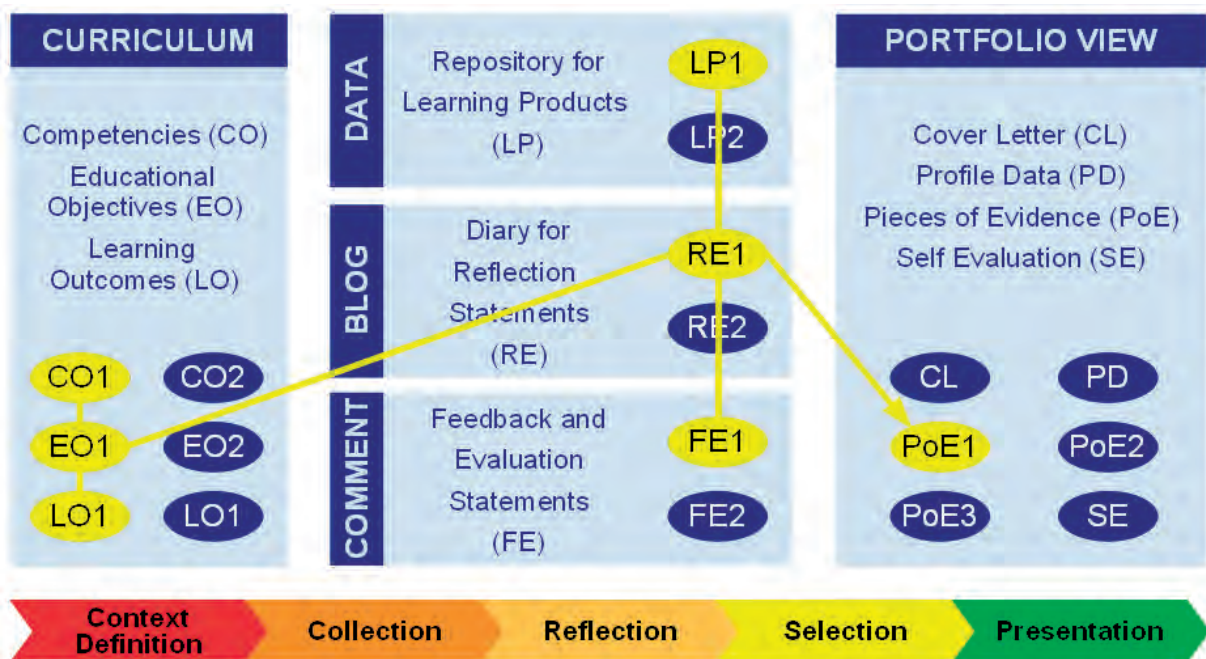 CURRICULUM
Competencies (CO)
Educational
Objectives (EO)
Learning
Outcomes (LO)
CO1
CO2
EO1
EO2
LO1
LO1
DATA
Repository for
Learning Products
(LP)
LP1
LP2
BLOG
Diary for
Reflection
Statements
(RE)
RE1
RE2
COMMENT
Feedback and
Evaluation
Statements
(FE)
FE1
FE2
PORTFOLIO VIEW
Cover Letter (CL)
Profile Data (PD)
Pieces of Evidence (PoE)
Self Evaluation (SE)
CL
PD
PoE1
PoE2
PoE3
SE
Context
Definition
Collection
Reflection
Selection
Presentation